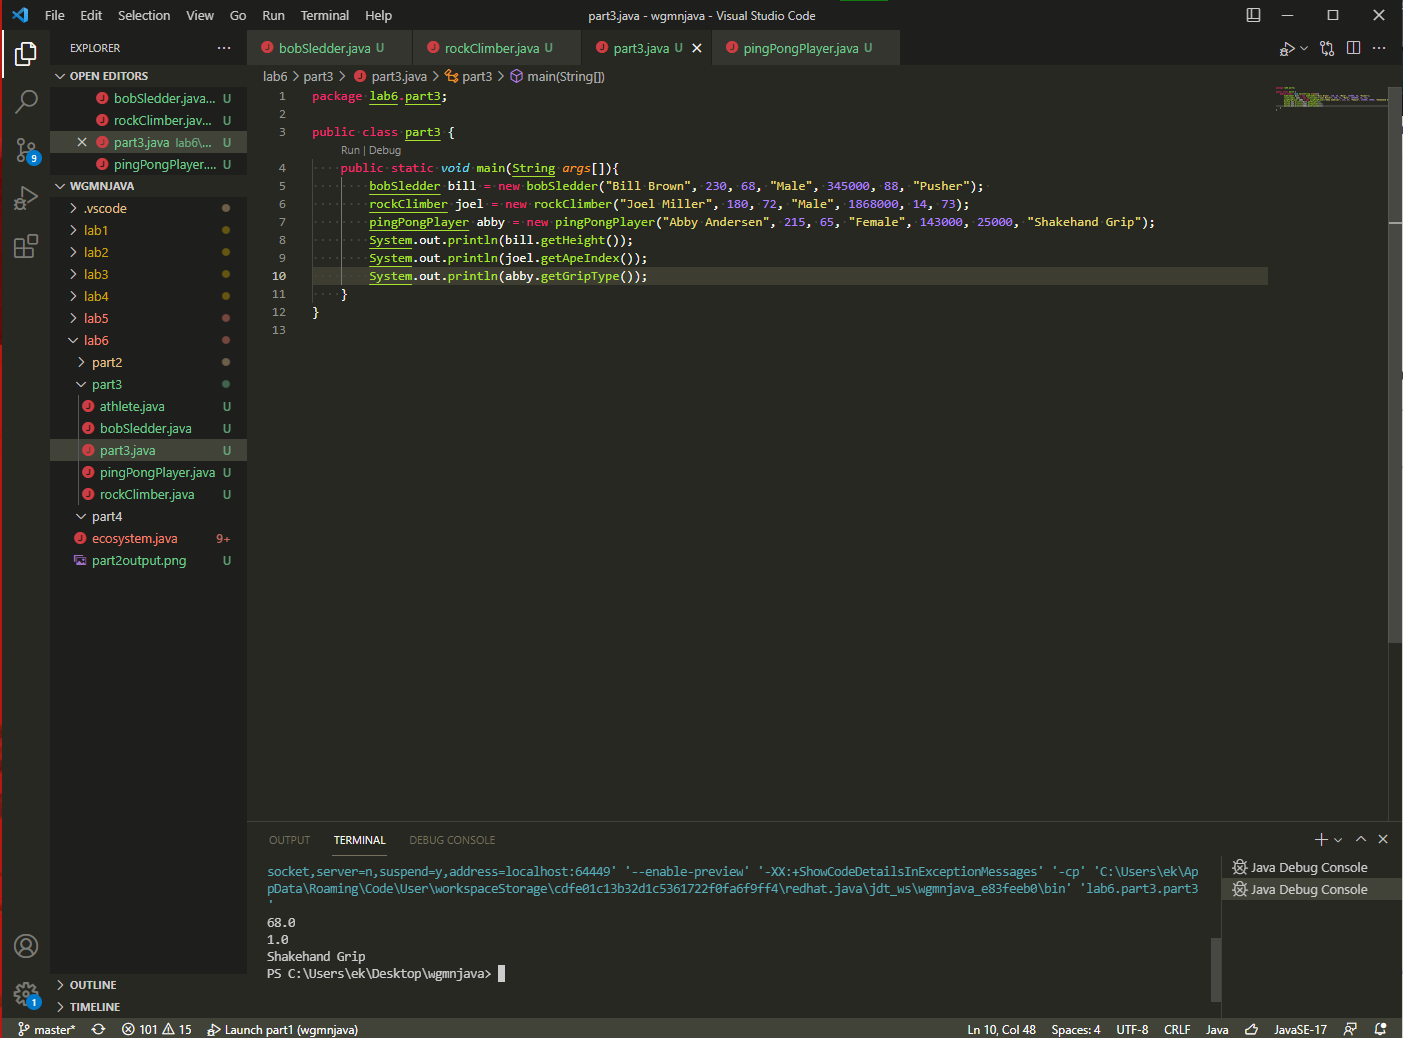 File Edit Selection View Go Run Terminal Help
part3.java - wgmnjava - Visual Studio Code
EXPLORER
OPEN EDITORS
bobSledder.java... U
rockClimber.jav... U
part3.java lab6\... U
pingPongPlayer.... U
WGMNJAVA
.vscode
lab1
lab2
lab3
lab4
lab5
lab6
part2
part3
athlete.java U
bobSledder.java U
part3.java U
pingPongPlayer.java U
rockClimber.java U
part4
ecosystem.java 9+
part2output.png U
OUTLINE
TIMELINE
9
1
bobSledder.java U
rockClimber.java U
part3.java U
pingPongPlayer.java U
lab6 > part3 > part3.java > part3 > main(String[])
1 package lab6.part3;
2
3 public class part3 {
Run | Debug
4 public static void main(String args[]){
5 bobSledder bill = new bobSledder("Bill Brown", 230, 68, "Male", 345000, 88, "Pusher");
6 rockClimber joel = new rockClimber("Joel Miller", 180, 72, "Male", 1868000, 14, 73);
7 pingPongPlayer abby = new pingPongPlayer("Abby Andersen", 215, 65, "Female", 143000, 25000, "Shakehand Grip");
8 System.out.println(bill.getHeight());
9 System.out.println(joel.getApeIndex());
10 System.out.println(abby.getGripType());
11 }
12 }
13
OUTPUT TERMINAL DEBUG CONSOLE
socket,server=n,suspend=y,address=localhost:64449' '--enable-preview' '-XX:+ShowCodeDetailsInExceptionMessages' '-cp' 'C:\Users\ek\Ap
pData\Roaming\Code\User\workspaceStorage\cdfe01c13b32d1c5361722f0fa6f9ff4\redhat.java\jdt_ws\wgmnjava_e83feeb0\bin' 'lab6.part3.part3
'
68.0
1.0
Shakehand Grip
PS C:\Users\ek\Desktop\wgmnjava>
Java Debug Console
Java Debug Console
master* 101 15 Launch part1 (wgmnjava)
Ln 10, Col 48 Spaces: 4 UTF-8 CRLF Java JavaSE-17